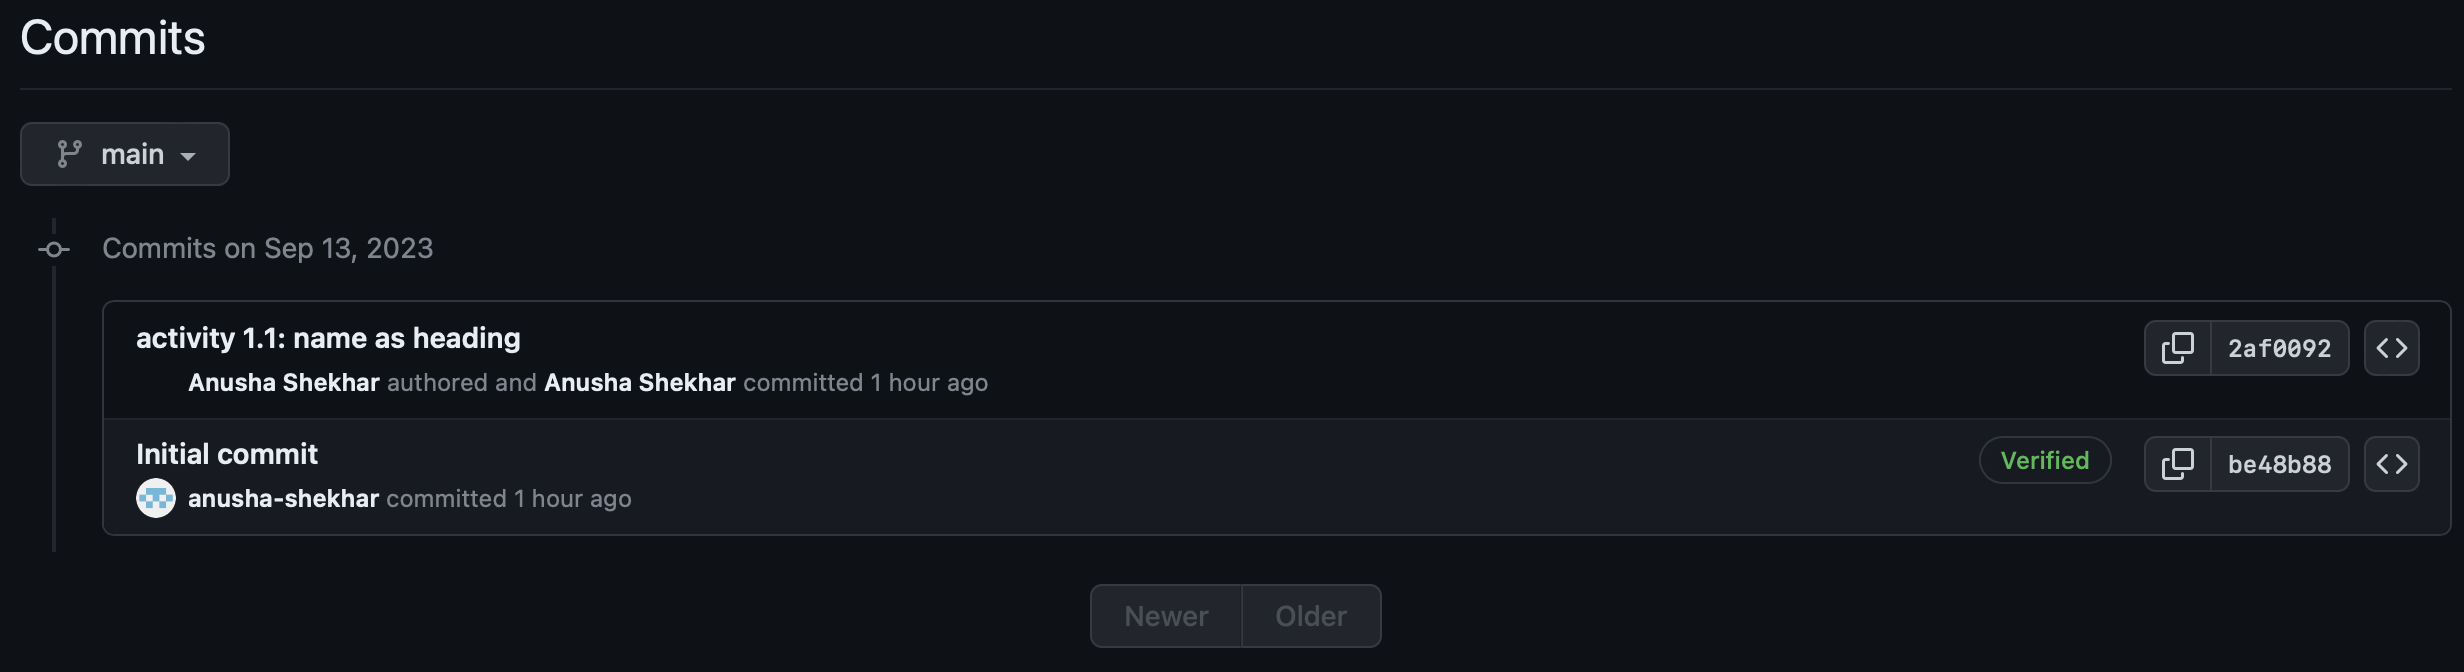 Commits
main
Commits on Sep 13, 2023
activity 1.1: name as heading
2af0092
Anusha Shekhar authored and Anusha Shekhar committed 1 hour ago
Initial commit
Verified
be48b88
anusha-shekhar committed 1 hour ago
Newer
Older